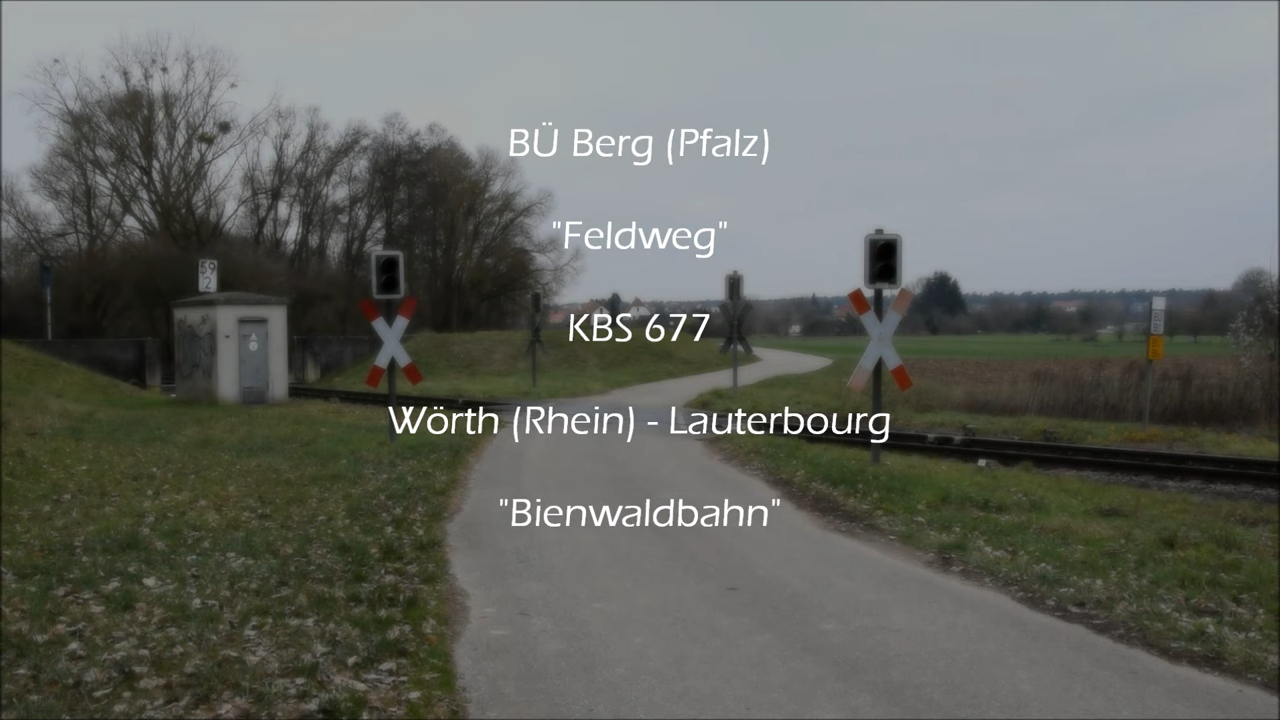 BÜ Berg (Pfalz)
"Feldweg"
KBS 677
Wörth (Rhein) - Lauterbourg
"Bienwaldbahn"
59
2